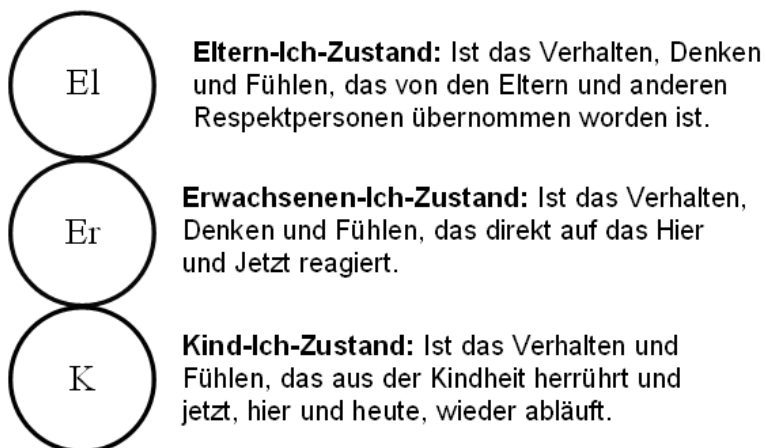 El
Eltern-Ich-Zustand: Ist das Verhalten, Denken
und Fühlen, das von den Eltern und anderen
Respektpersonen übernommen worden ist.
Er
Erwachsenen-Ich-Zustand: Ist das Verhalten,
Denken und Fühlen, das direkt auf das Hier
und Jetzt reagiert.
K
Kind-Ich-Zustand: Ist das Verhalten und
Fühlen, das aus der Kindheit herrührt und
jetzt, hier und heute, wieder abläuft.